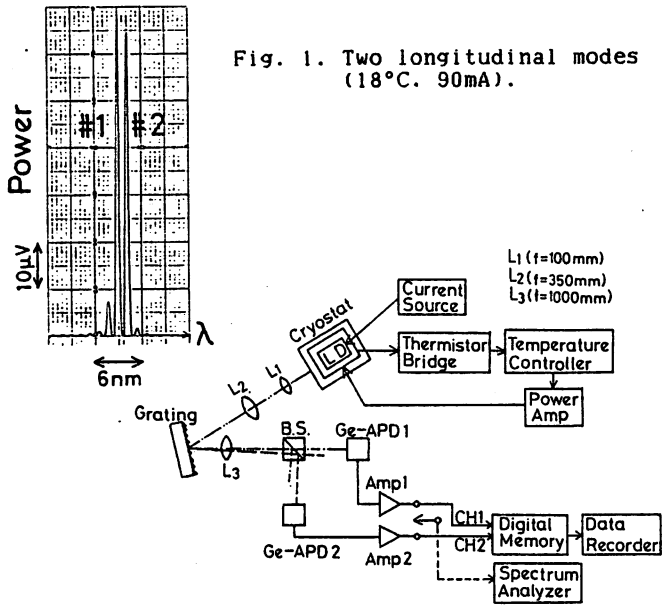 Fig. 1. Two longitudinal modes
(18°C. 90mA).
Power
#1 #2
10μV
λ
6nm
L1 (f=100mm)
L2 (f=350mm)
L3 (f=1000mm)
Current
Source
Cryostat
LD
Thermistor
Bridge
Temperature
Controller
Power
Amp
L1
L2
Grating
L3
B.S.
Ge-APD1
Ge-APD2
Amp1
Amp2
CH1
CH2
Digital
Memory
Data
Recorder
Spectrum
Analyzer